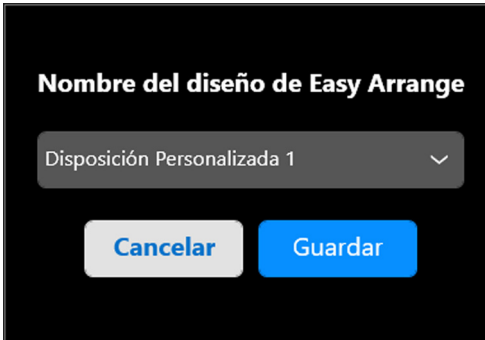 Nombre del diseño de Easy Arrange
Disposición Personalizada 1
Cancelar
Guardar